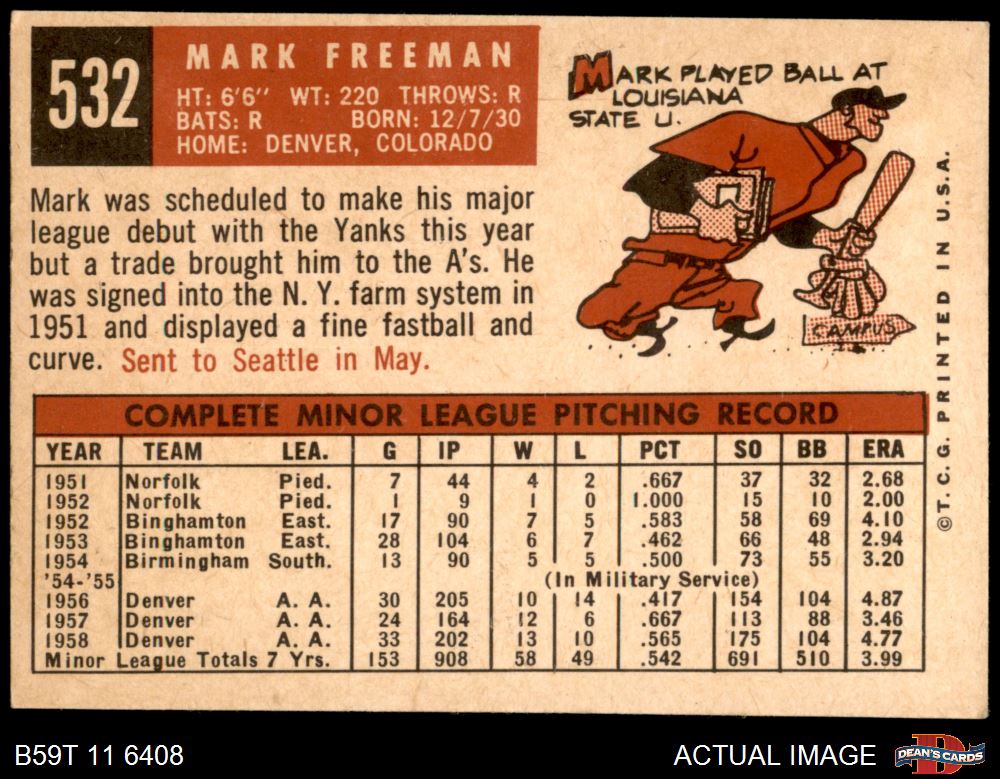 532
MARK FREEMAN
HT: 6'6" WT: 220 THROWS: R
BATS: R BORN: 12/7/30
HOME: DENVER, COLORADO
MARK PLAYED BALL AT
LOUISIANA
STATE U.
CAMPUS
Mark was scheduled to make his major
league debut with the Yanks this year
but a trade brought him to the A's. He
was signed into the N. Y. farm system in
1951 and displayed a fine fastball and
curve. Sent to Seattle in May.
© T. C. G. PRINTED IN U.S.A.
COMPLETE MINOR LEAGUE PITCHING RECORD
YEAR TEAM LEA. G IP W L PCT SO BB ERA
1951 Norfolk Pied. 7 44 4 2 .667 37 32 2.68
1952 Norfolk Pied. 1 9 1 0 1.000 15 10 2.00
1952 Binghamton East. 17 90 7 5 .583 58 69 4.10
1953 Binghamton East. 28 104 6 7 .462 66 48 2.94
1954 Birmingham South. 13 90 5 5 .500 73 55 3.20
'54-'55 (In Military Service)
1956 Denver A. A. 30 205 10 14 .417 154 104 4.87
1957 Denver A. A. 24 164 12 6 .667 113 88 3.46
1958 Denver A. A. 33 202 13 10 .565 175 104 4.77
Minor League Totals 7 Yrs. 153 908 58 49 .542 691 510 3.99
B59T 11 6408
ACTUAL IMAGE
B
DEAN'S CARDS